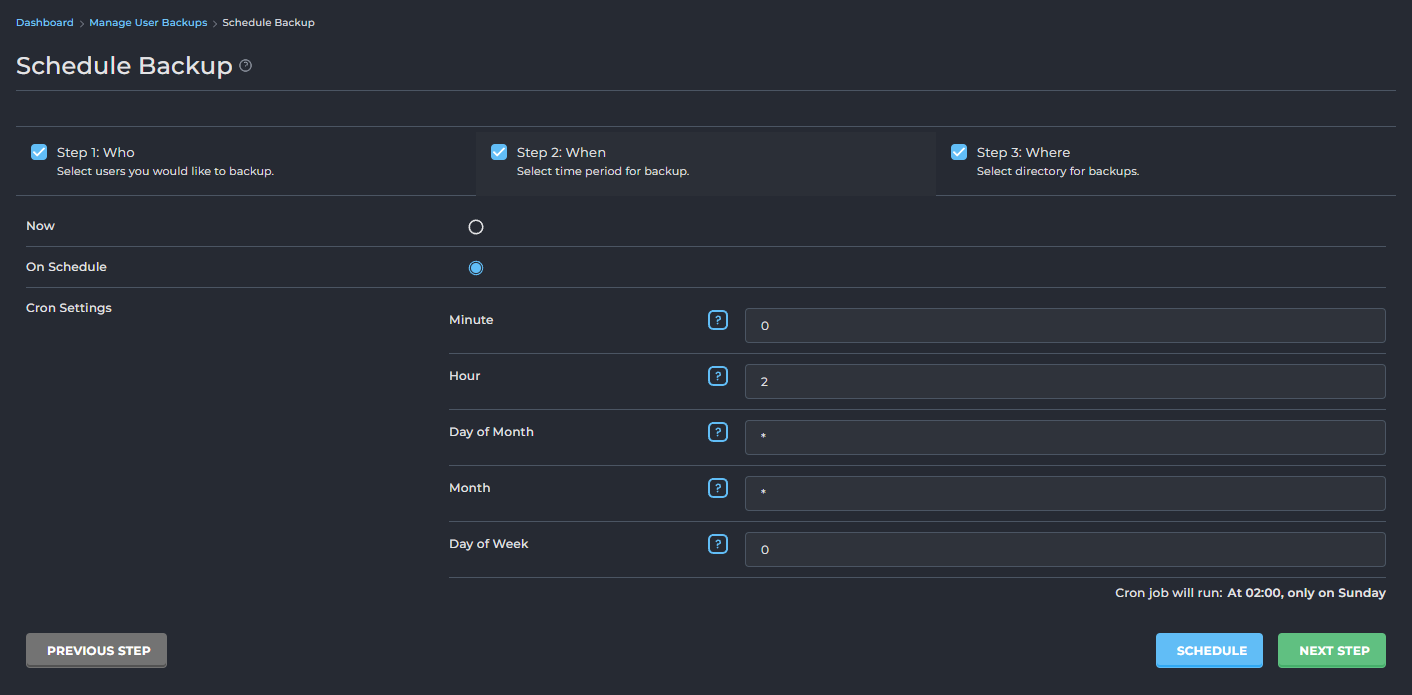 Dashboard > Manage User Backups > Schedule Backup
Schedule Backup ?
Step 1: Who
Select users you would like to backup.
Step 2: When
Select time period for backup.
Step 3: Where
Select directory for backups.
Now
On Schedule
Cron Settings
Minute ? 0
Hour ? 2
Day of Month ? *
Month ? *
Day of Week ? 0
Cron job will run: At 02:00, only on Sunday
PREVIOUS STEP
SCHEDULE
NEXT STEP